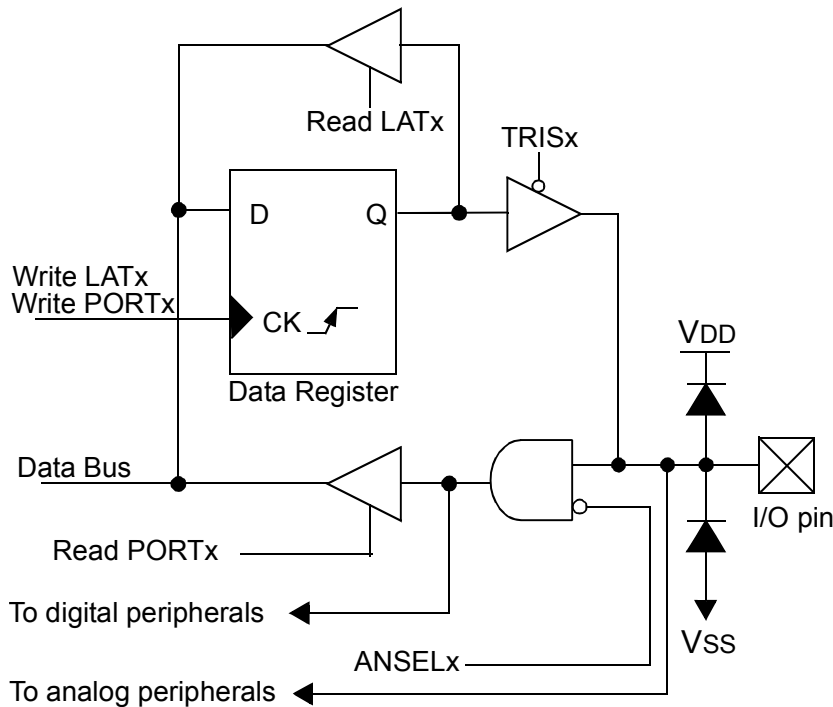 Read LATx
TRISx
D
Q
Write LATx
Write PORTx
CK
VDD
Data Register
Data Bus
I/O pin
Read PORTx
To digital peripherals
VSS
ANSELx
To analog peripherals